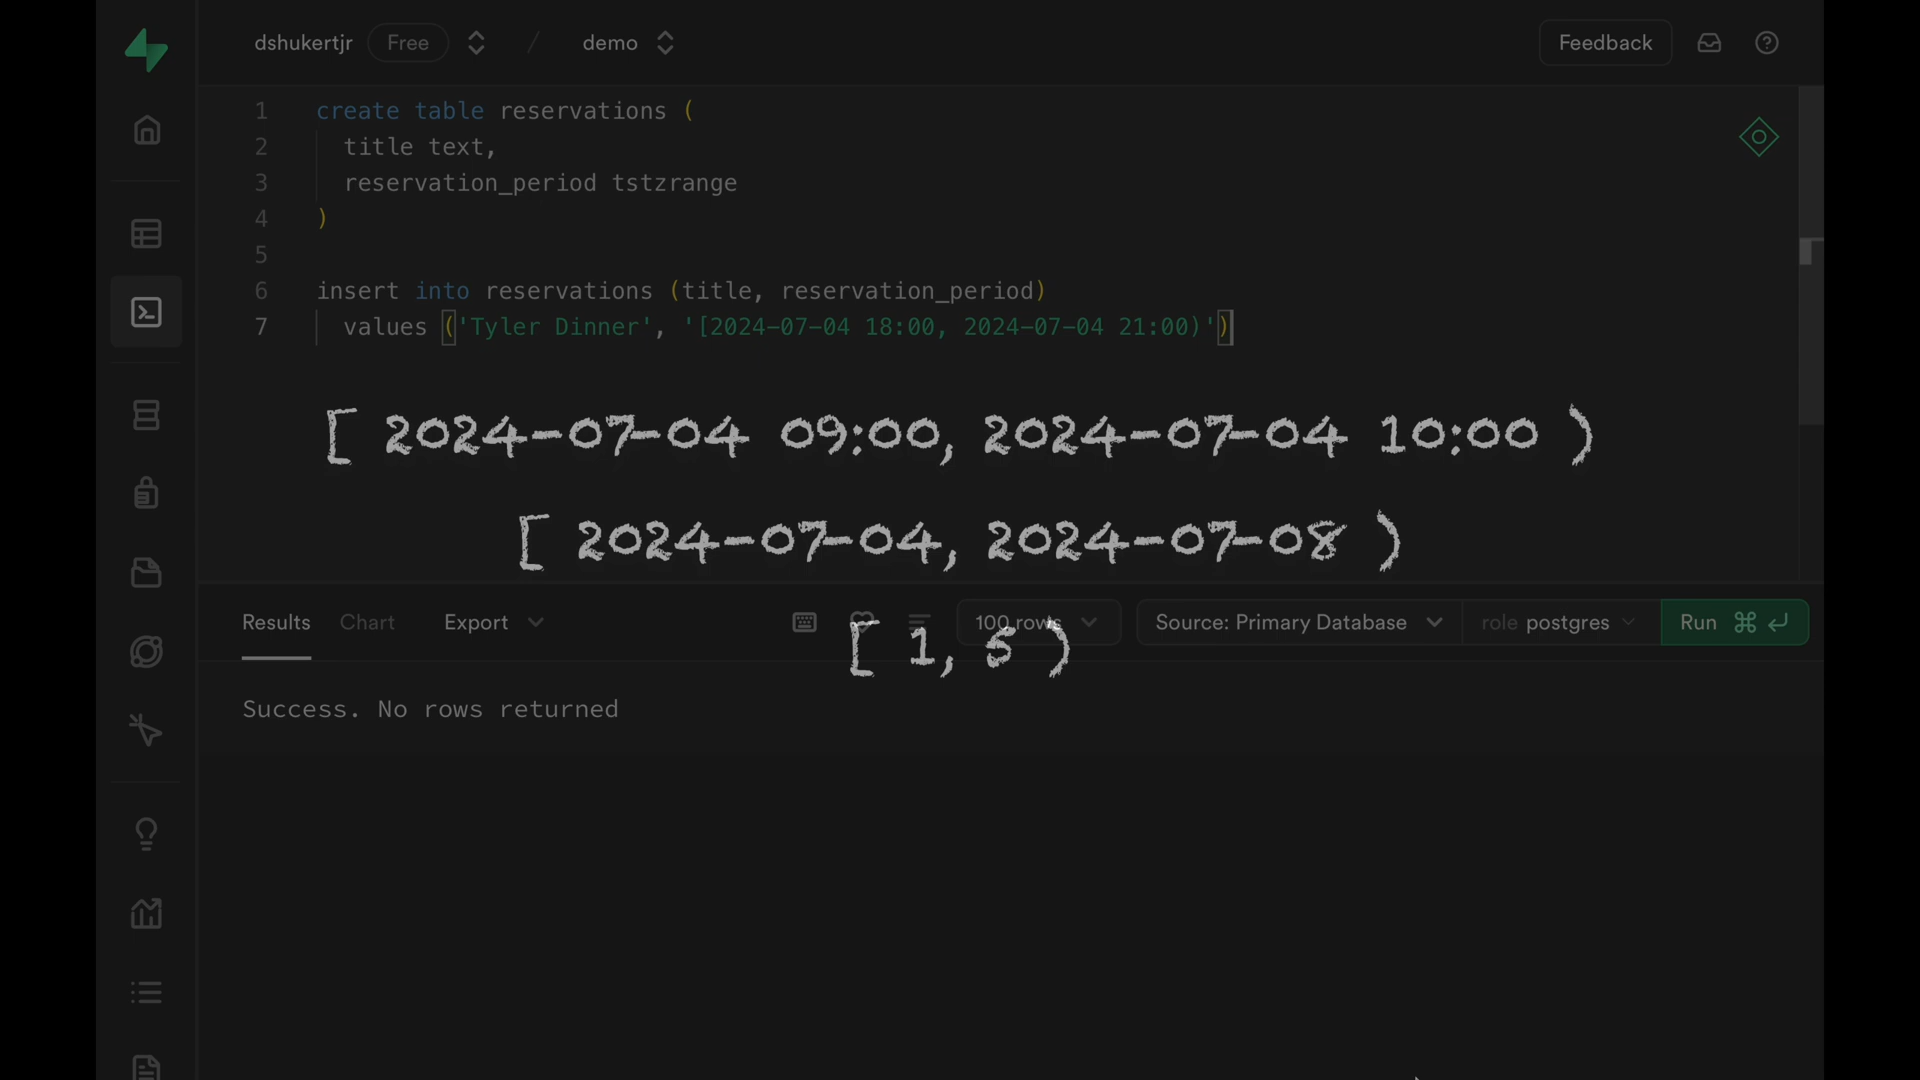 dshukertjr Free / demo Feedback
1 create table reservations (
2 title text,
3 reservation_period tstzrange
4 )
5
6 insert into reservations (title, reservation_period)
7 values ('Tyler Dinner', '[2024-07-04 18:00, 2024-07-04 21:00)')
[ 2024-07-04 09:00, 2024-07-04 10:00 )
[ 2024-07-04, 2024-07-08 )
Results Chart Export 100 rows Source: Primary Database role postgres Run ⌘ ↵
[ 1, 5 )
Success. No rows returned